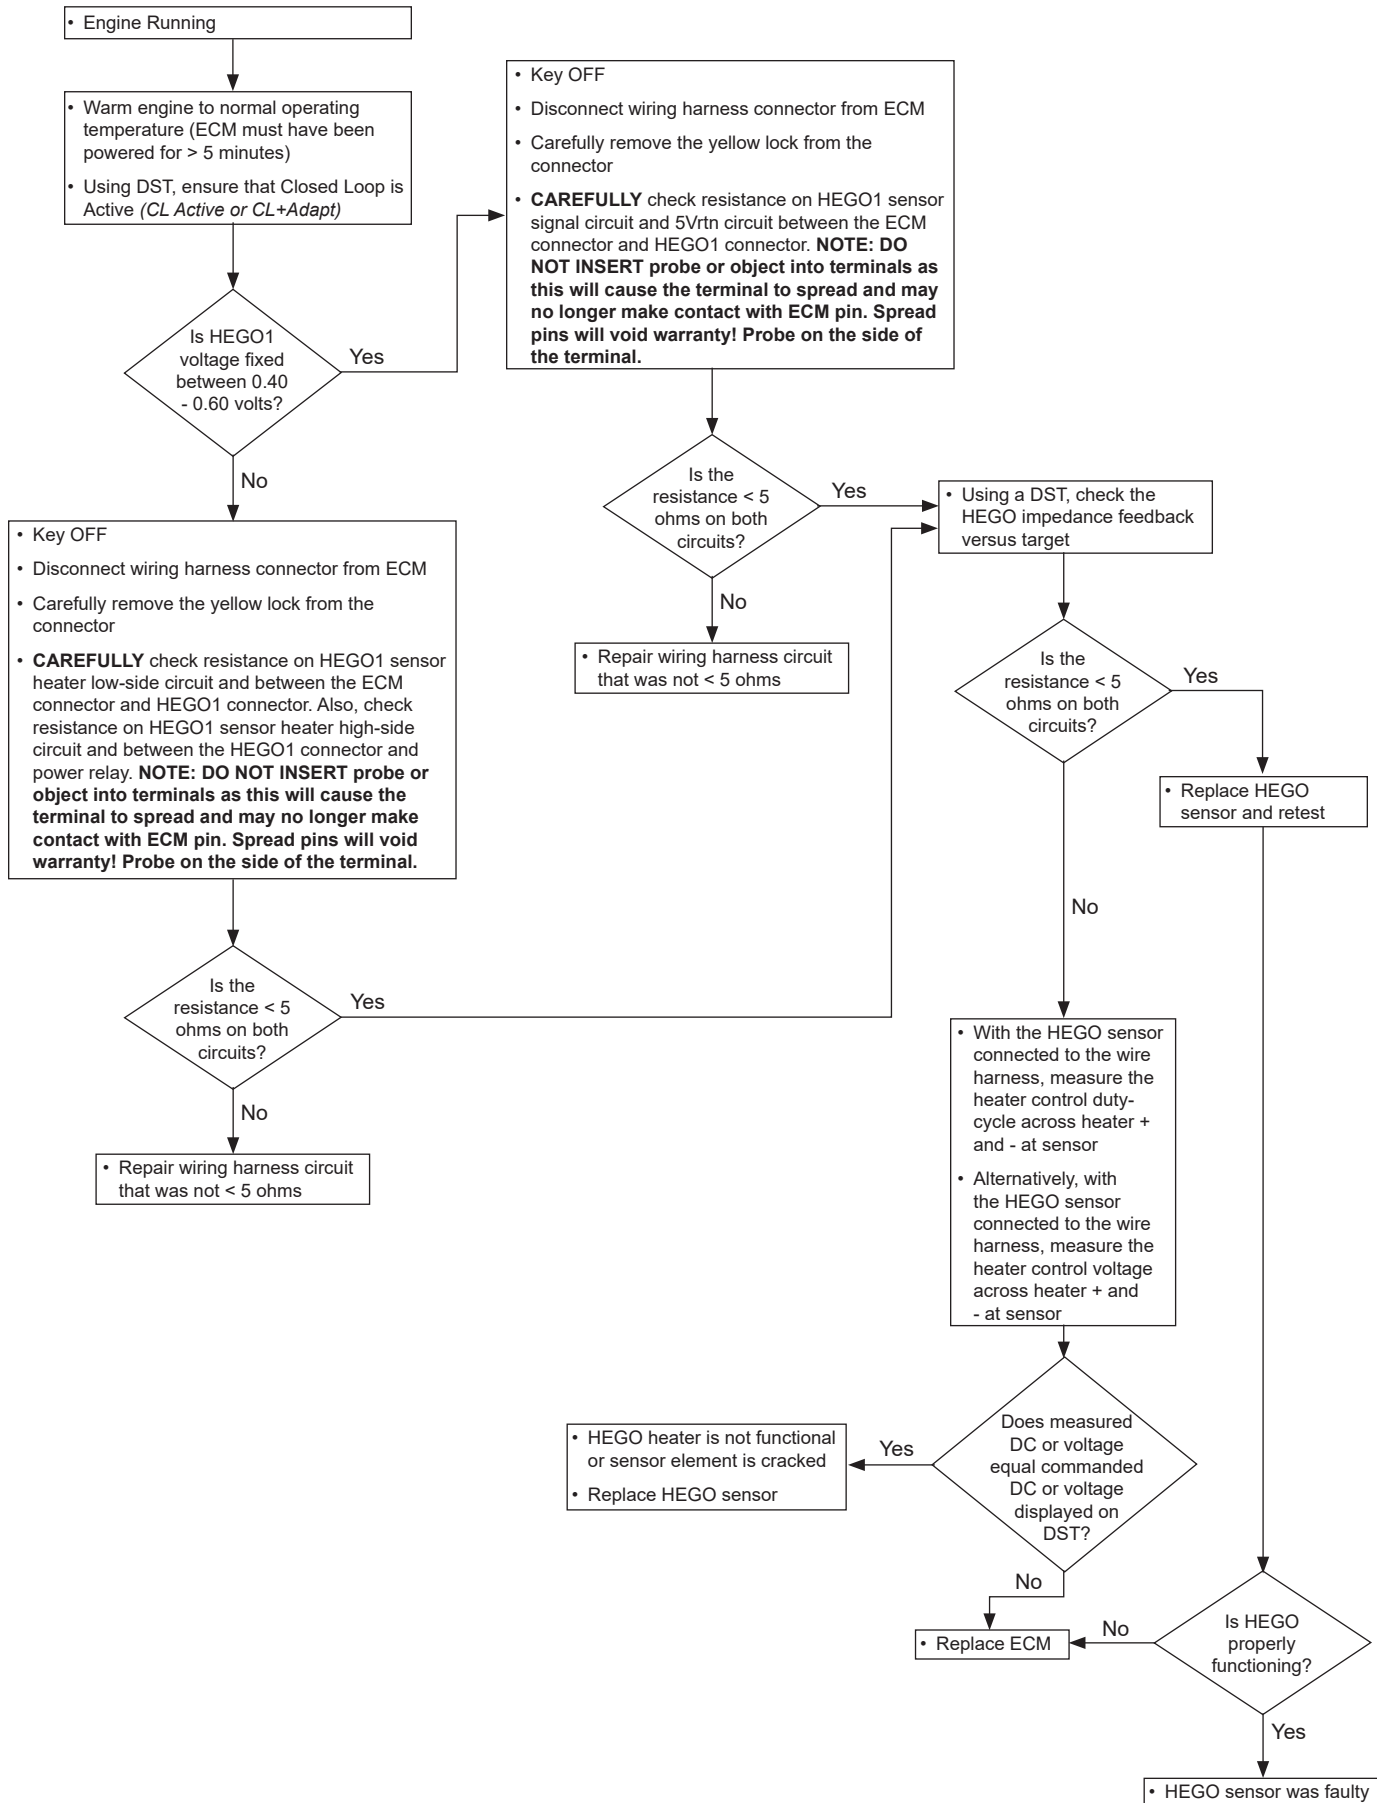 • Engine Running
• Warm engine to normal operating
temperature (ECM must have been
powered for > 5 minutes)
• Using DST, ensure that Closed Loop is
Active (CL Active or CL+Adapt)
Is HEGO1
voltage fixed
between 0.40
- 0.60 volts?
Yes
No
• Key OFF
• Disconnect wiring harness connector from ECM
• Carefully remove the yellow lock from the
connector
• CAREFULLY check resistance on HEGO1 sensor
signal circuit and 5Vrtn circuit between the ECM
connector and HEGO1 connector. NOTE: DO
NOT INSERT probe or object into terminals as
this will cause the terminal to spread and may
no longer make contact with ECM pin. Spread
pins will void warranty! Probe on the side of
the terminal.
Is the
resistance < 5
ohms on both
circuits?
Yes
No
• Repair wiring harness circuit
that was not < 5 ohms
• Key OFF
• Disconnect wiring harness connector from ECM
• Carefully remove the yellow lock from the
connector
• CAREFULLY check resistance on HEGO1 sensor
heater low-side circuit and between the ECM
connector and HEGO1 connector. Also, check
resistance on HEGO1 sensor heater high-side
circuit and between the HEGO1 connector and
power relay. NOTE: DO NOT INSERT probe or
object into terminals as this will cause the
terminal to spread and may no longer make
contact with ECM pin. Spread pins will void
warranty! Probe on the side of the terminal.
Is the
resistance < 5
ohms on both
circuits?
Yes
No
• Repair wiring harness circuit
that was not < 5 ohms
• Using a DST, check the
HEGO impedance feedback
versus target
Is the
resistance < 5
ohms on both
circuits?
Yes
No
• Replace HEGO
sensor and retest
• With the HEGO sensor
connected to the wire
harness, measure the
heater control duty-
cycle across heater +
and - at sensor
• Alternatively, with
the HEGO sensor
connected to the wire
harness, measure the
heater control voltage
across heater + and
- at sensor
Does measured
DC or voltage
equal commanded
DC or voltage
displayed on
DST?
Yes
No
• HEGO heater is not functional
or sensor element is cracked
• Replace HEGO sensor
• Replace ECM
Is HEGO
properly
functioning?
No
Yes
• HEGO sensor was faulty